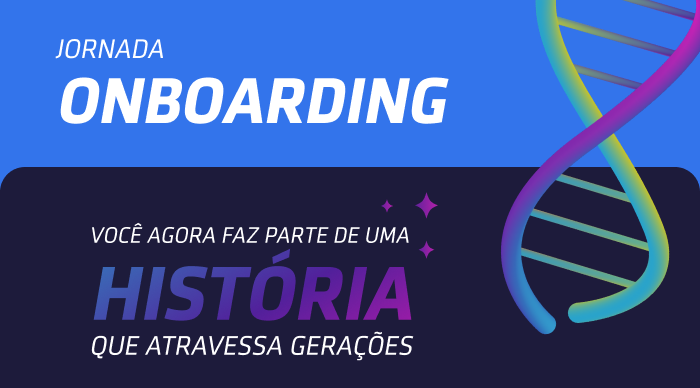 JORNADA
ONBOARDING
VOCÊ AGORA FAZ PARTE DE UMA
HISTÓRIA
QUE ATRAVESSA GERAÇÕES